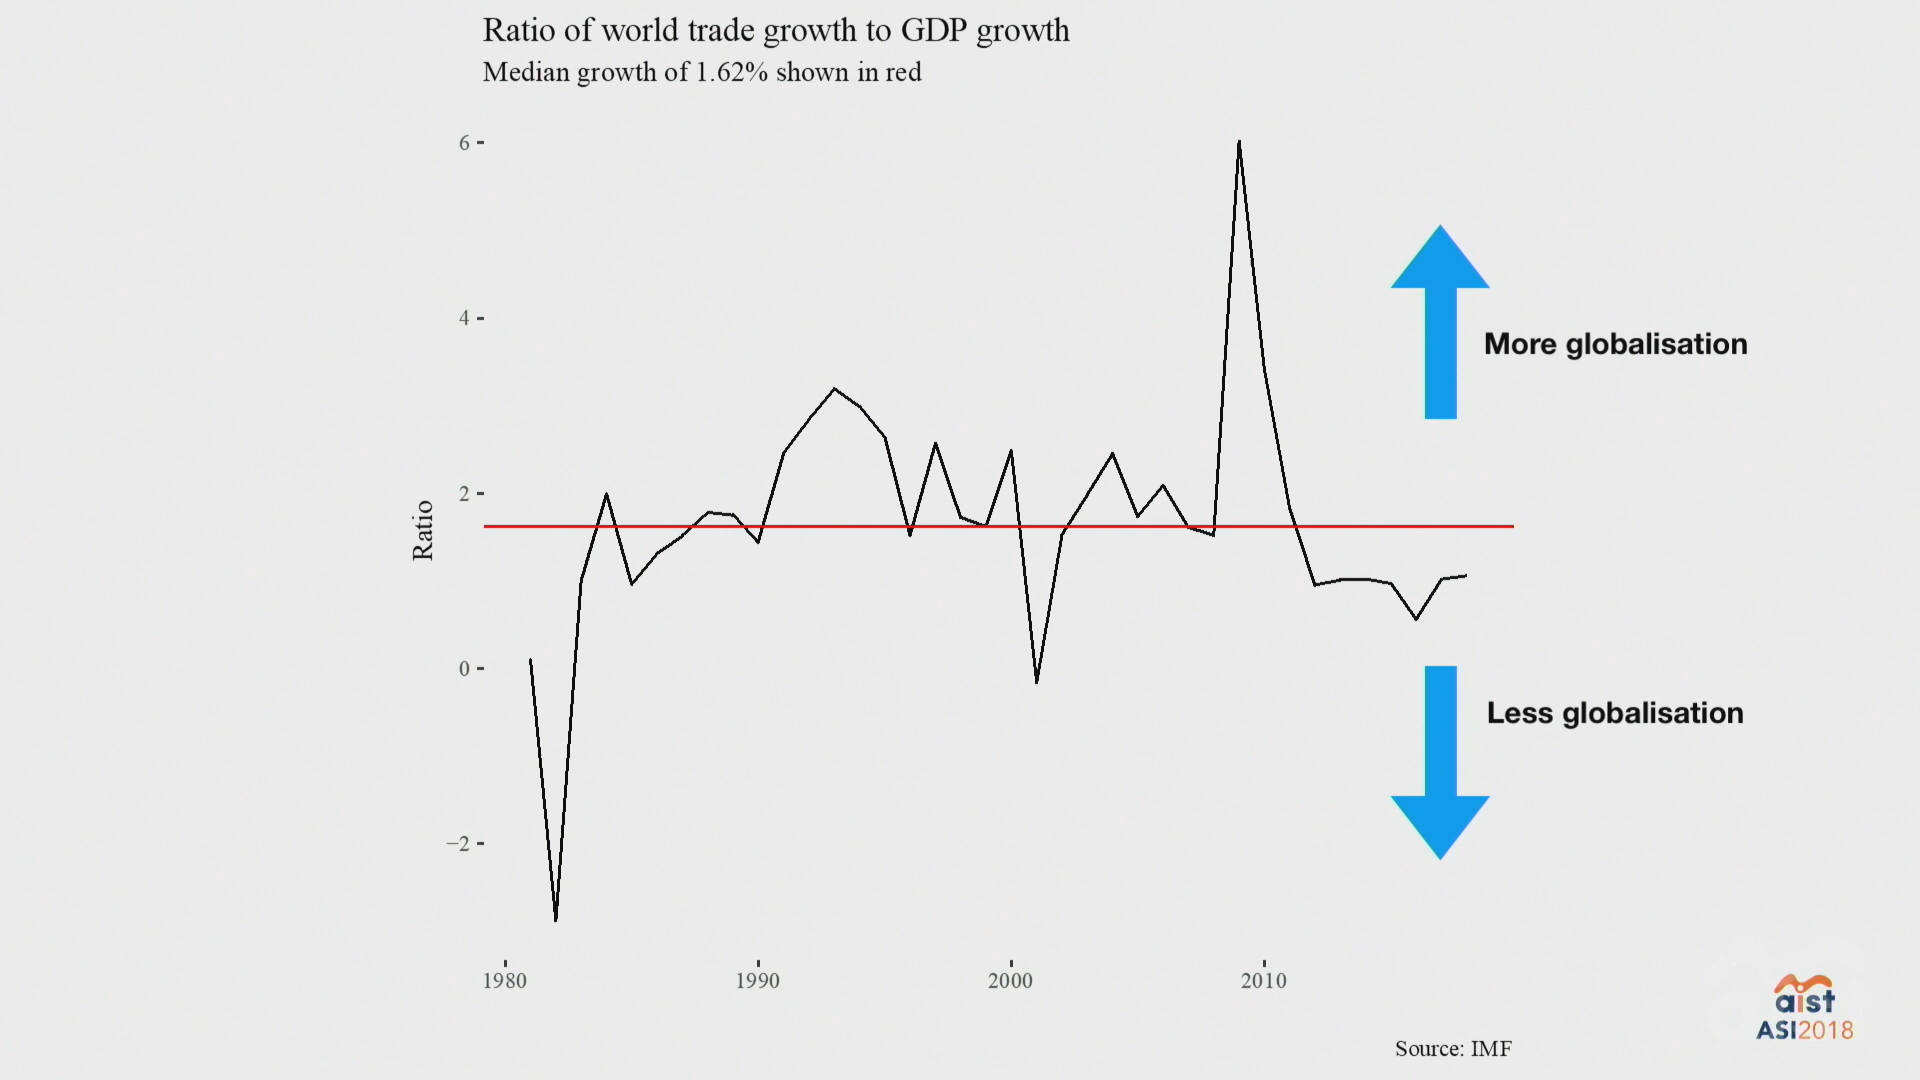 Ratio of world trade growth to GDP growth
Median growth of 1.62% shown in red
6
4
2
0
−2
Ratio
1980 1990 2000 2010
More globalisation
Less globalisation
Source: IMF
aist
ASI2018